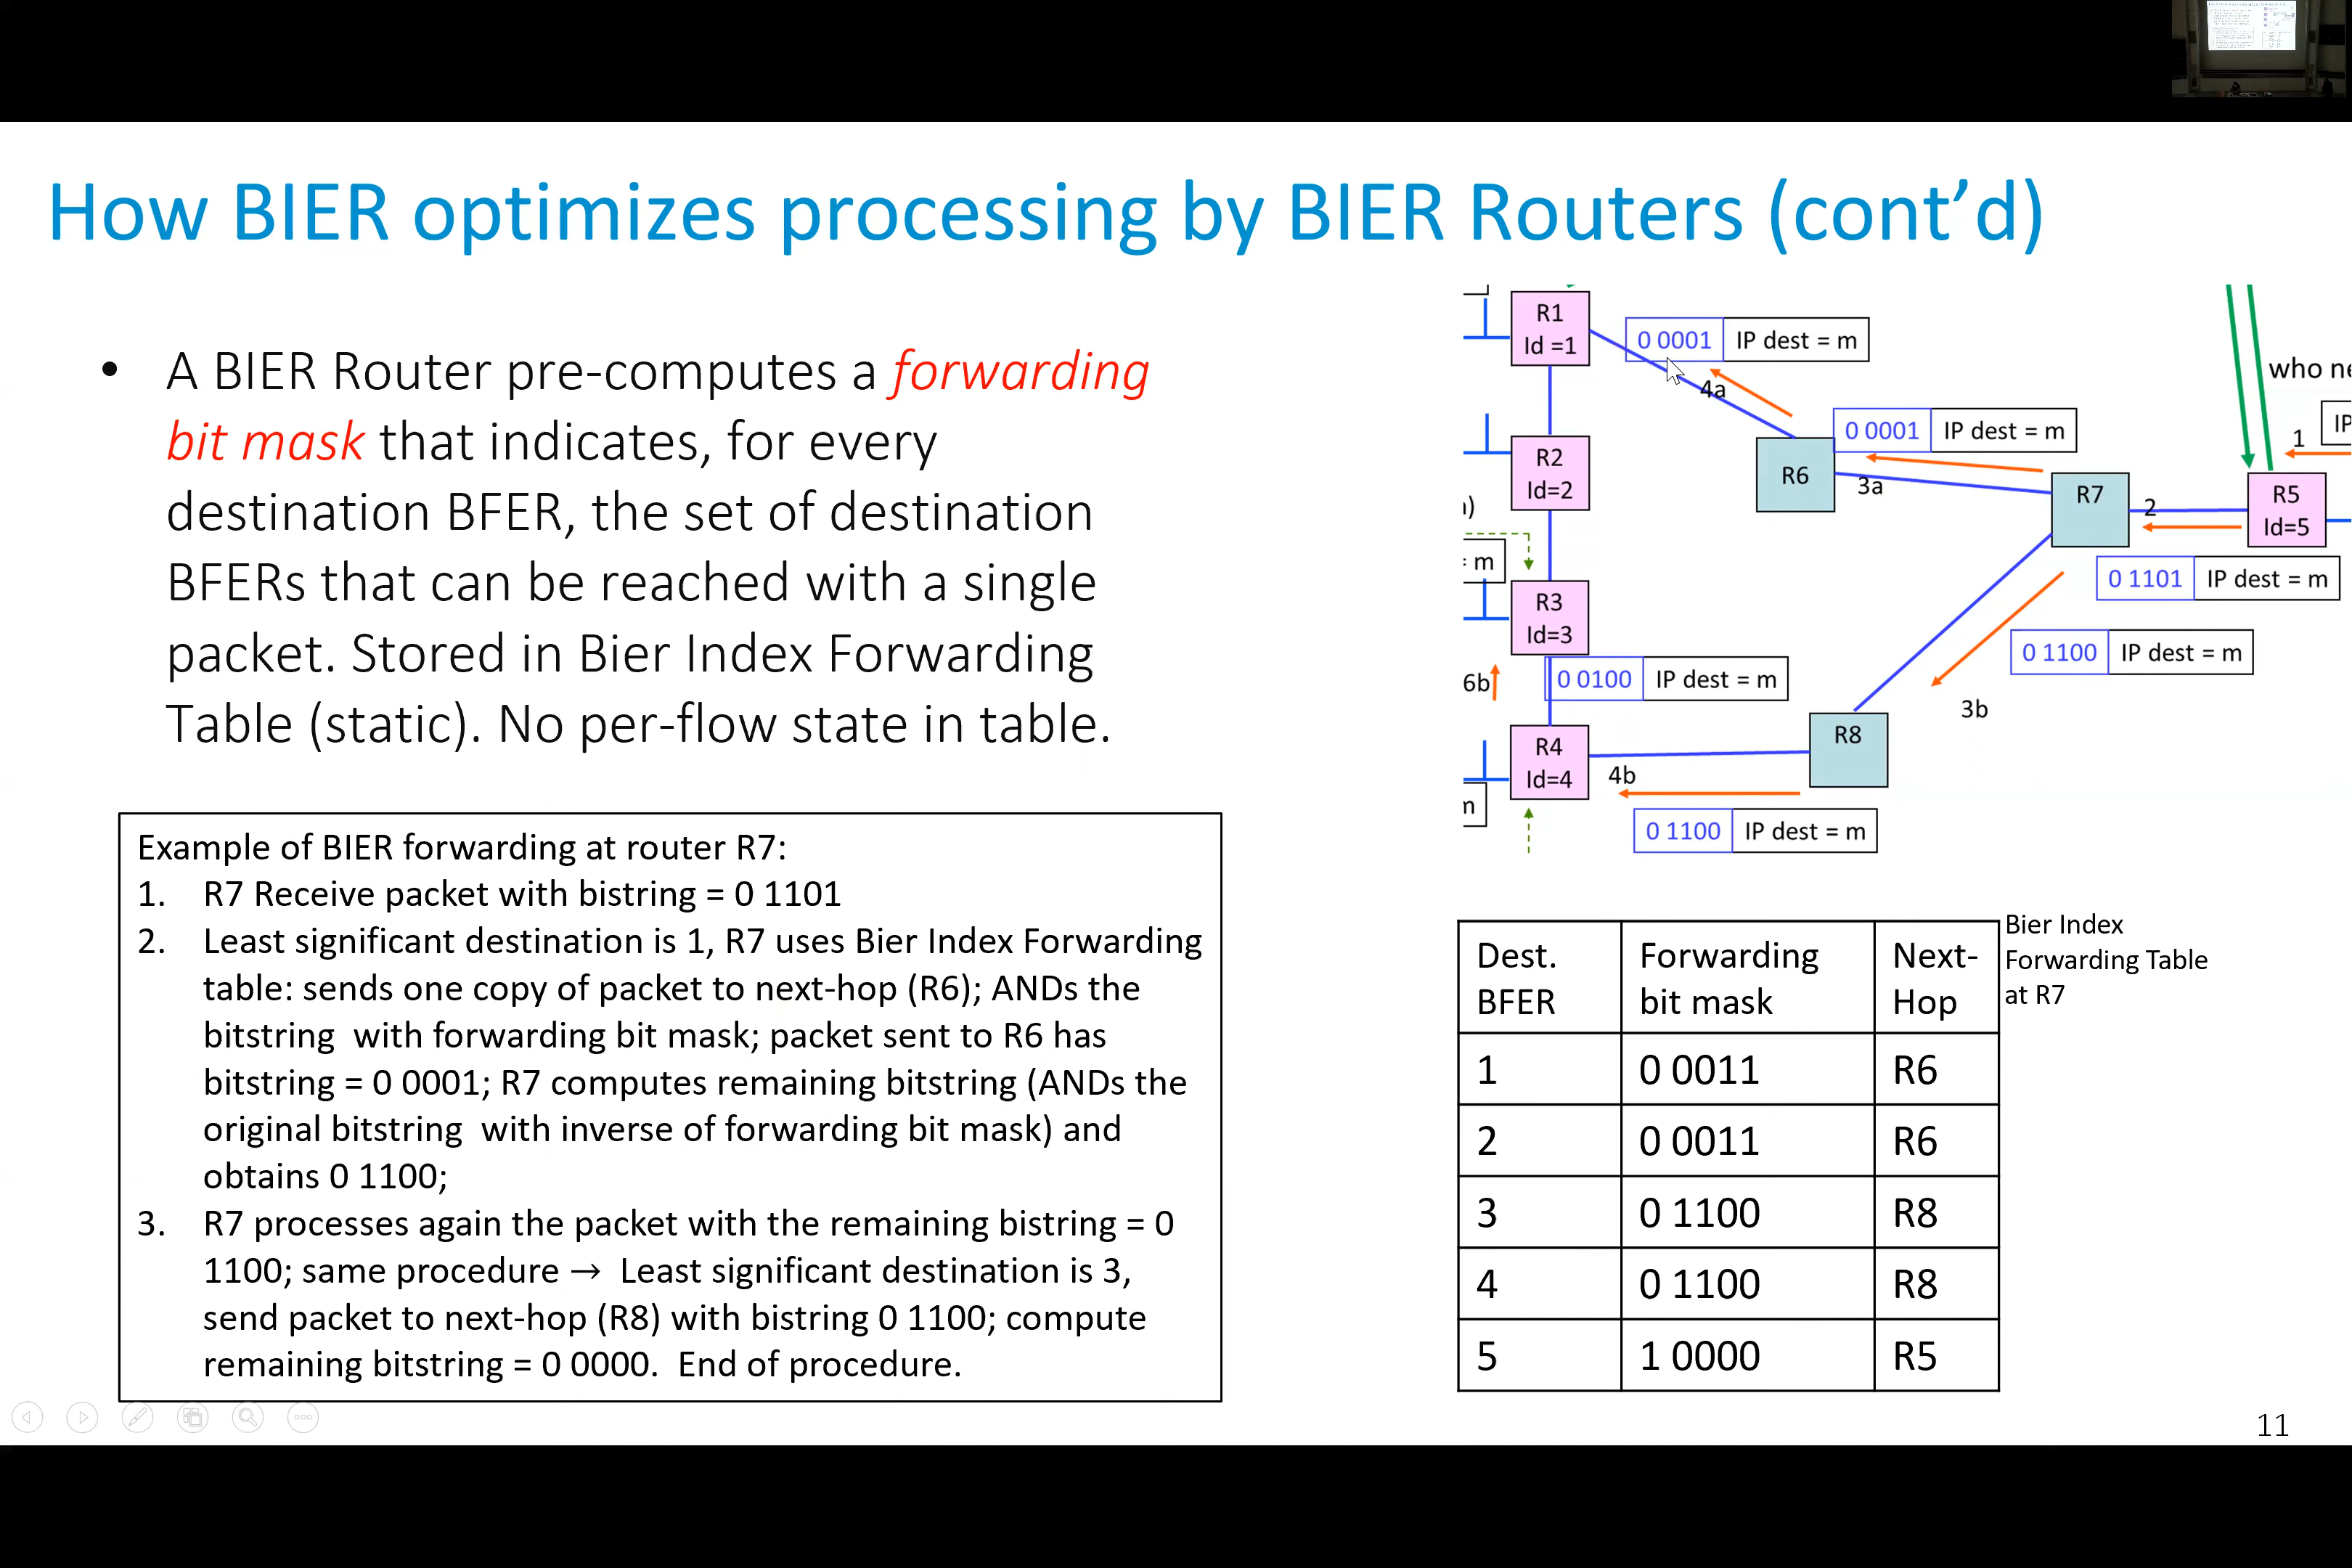 How BIER optimizes processing by BIER Routers (cont’d)
• A BIER Router pre-computes a forwarding
bit mask that indicates, for every
destination BFER, the set of destination
BFERs that can be reached with a single
packet. Stored in Bier Index Forwarding
Table (static). No per-flow state in table.
Example of BIER forwarding at router R7:
1. R7 Receive packet with bistring = 0 1101
2. Least significant destination is 1, R7 uses Bier Index Forwarding
table: sends one copy of packet to next-hop (R6); ANDs the
bitstring with forwarding bit mask; packet sent to R6 has
bitstring = 0 0001; R7 computes remaining bitstring (ANDs the
original bitstring with inverse of forwarding bit mask) and
obtains 0 1100;
3. R7 processes again the packet with the remaining bistring = 0
1100; same procedure → Least significant destination is 3,
send packet to next-hop (R8) with bistring 0 1100; compute
remaining bitstring = 0 0000. End of procedure.
R1
Id =1
0 0001 IP dest = m
4a
who ne
0 0001 IP dest = m
1
IP
R2
Id=2
R6
3a
R7
2
R5
Id=5
)
= m
0 1101 IP dest = m
R3
Id=3
0 1100 IP dest = m
6b
0 0100 IP dest = m
3b
R4
Id=4
R8
4b
m
0 1100 IP dest = m
Dest.
BFER
Forwarding
bit mask
Next-
Hop
1 0 0011 R6
2 0 0011 R6
3 0 1100 R8
4 0 1100 R8
5 1 0000 R5
Bier Index
Forwarding Table
at R7
11